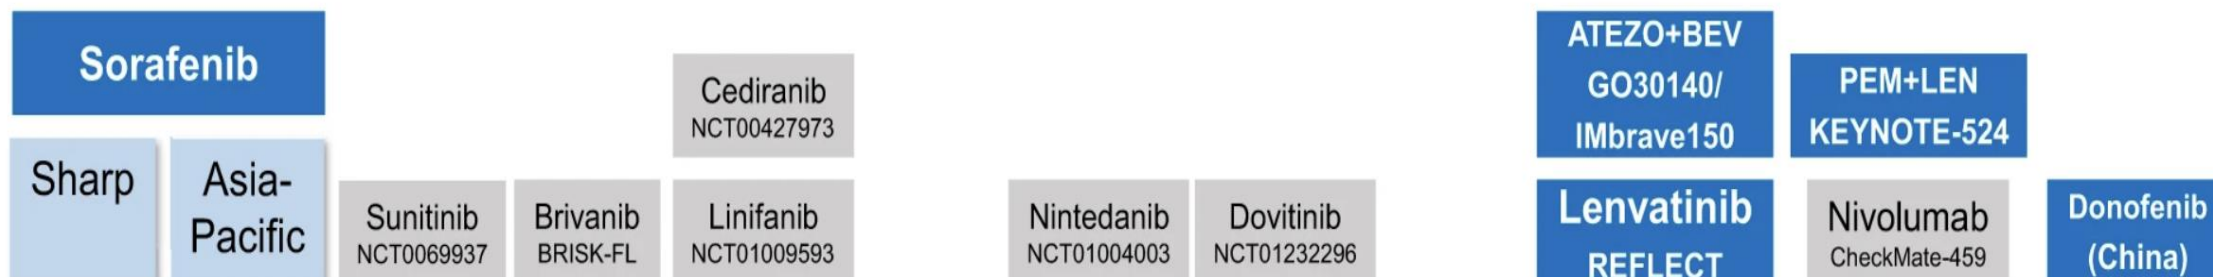 Sorafenib
Sharp
Asia-
Pacific
Sunitinib
NCT0069937
Brivanib
BRISK-FL
Cediranib
NCT00427973
Linifanib
NCT01009593
Nintedanib
NCT01004003
Dovitinib
NCT01232296
ATEZO+BEV
GO30140/
IMbrave150
Lenvatinib
REFLECT
PEM+LEN
KEYNOTE-524
Nivolumab
CheckMate-459
Donofenib
(China)